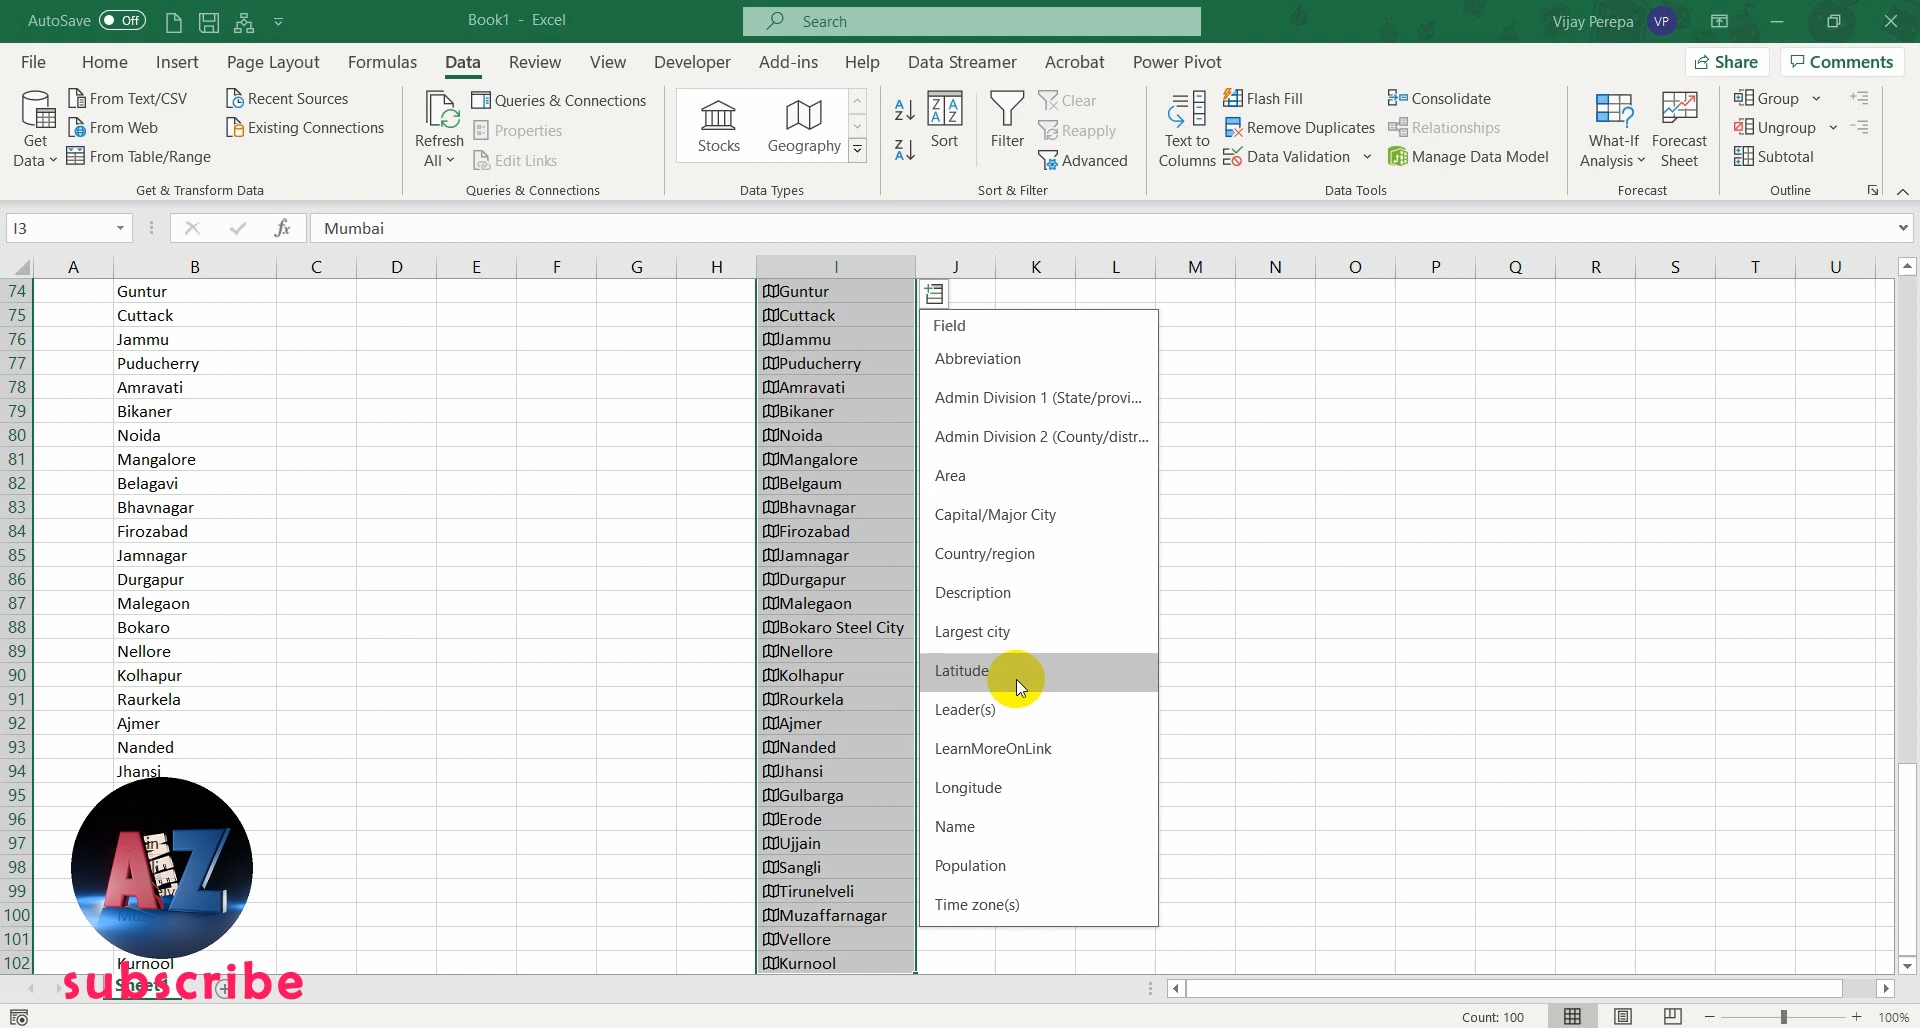 AutoSave Off
Book1 - Excel
Search
Vijay Perepa VP
File Home Insert Page Layout Formulas Data Review View Developer Add-ins Help Data Streamer Acrobat Power Pivot
Share Comments
Get Data
From Text/CSV
From Web
From Table/Range
Recent Sources
Existing Connections
Get & Transform Data
Refresh All
Queries & Connections
Properties
Edit Links
Queries & Connections
Stocks
Geography
Data Types
Sort
Filter
Clear
Reapply
Advanced
Sort & Filter
Text to Columns
Flash Fill
Remove Duplicates
Data Validation
Consolidate
Relationships
Manage Data Model
Data Tools
What-If Analysis
Forecast Sheet
Forecast
Group
Ungroup
Subtotal
Outline
I3
fx
Mumbai
A B C D E F G H I J K L M N O P Q R S T U
74 Guntur Guntur
75 Cuttack Cuttack
76 Jammu Jammu
77 Puducherry Puducherry
78 Amravati Amravati
79 Bikaner Bikaner
80 Noida Noida
81 Mangalore Mangalore
82 Belagavi Belgaum
83 Bhavnagar Bhavnagar
84 Firozabad Firozabad
85 Jamnagar Jamnagar
86 Durgapur Durgapur
87 Malegaon Malegaon
88 Bokaro Bokaro Steel City
89 Nellore Nellore
90 Kolhapur Kolhapur
91 Raurkela Rourkela
92 Ajmer Ajmer
93 Nanded Nanded
94 Jhansi Jhansi
95 Gulbarga
96 Erode
97 Ujjain
98 Sangli
99 Tirunelveli
100 Muzaffarnagar
101 Vellore
102 Kurnool Kurnool
Field
Abbreviation
Admin Division 1 (State/provi...
Admin Division 2 (County/distr...
Area
Capital/Major City
Country/region
Description
Largest city
Latitude
Leader(s)
LearnMoreOnLink
Longitude
Name
Population
Time zone(s)
AZ
subscribe
Count: 100
100%